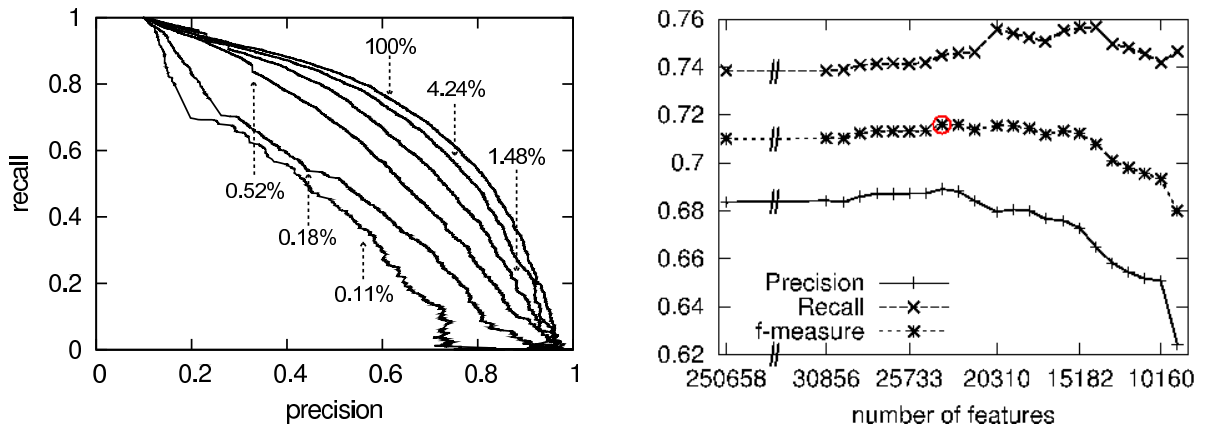 1
0.8
0.6
0.4
0.2
0
0 0.2 0.4 0.6 0.8 1
recall
precision
100%
4.24%
1.48%
0.52%
0.18%
0.11%
0.76
0.74
0.72
0.7
0.68
0.66
0.64
0.62
Precision
Recall
f-measure
250658 30856 25733 20310 15182 10160
number of features